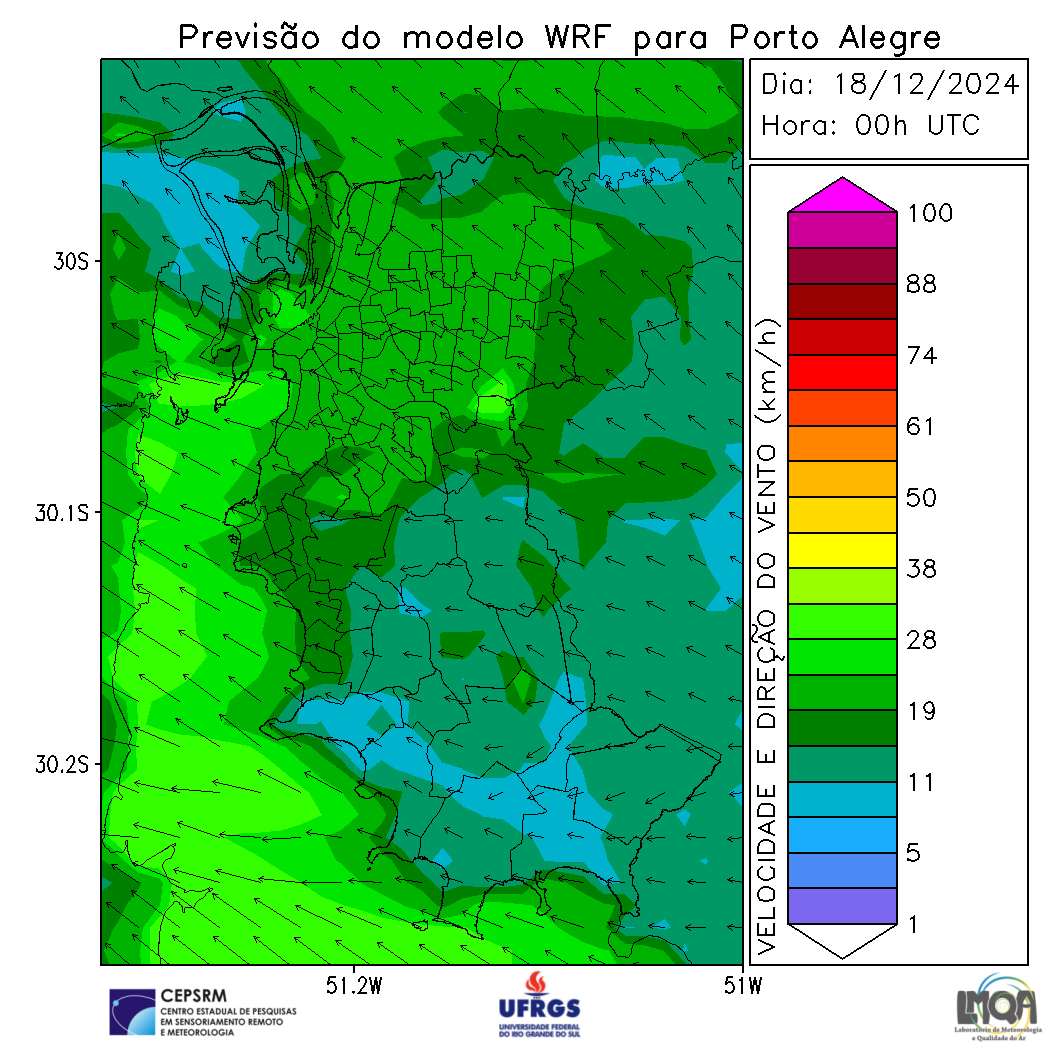 Previsão do modelo WRF para Porto Alegre
Dia: 18/12/2024
Hora: 00h UTC
30S
30.1S
30.2S
51.2W
51W
VELOCIDADE E DIREÇÃO DO VENTO (km/h)
100
88
74
61
50
38
28
19
11
5
1
CEPSRM
CENTRO ESTADUAL DE PESQUISAS
EM SENSORIAMENTO REMOTO
E METEOROLOGIA
UFRGS
UNIVERSIDADE FEDERAL
DO RIO GRANDE DO SUL
LMQA
Laboratório de Meteorologia
e Qualidade do Ar